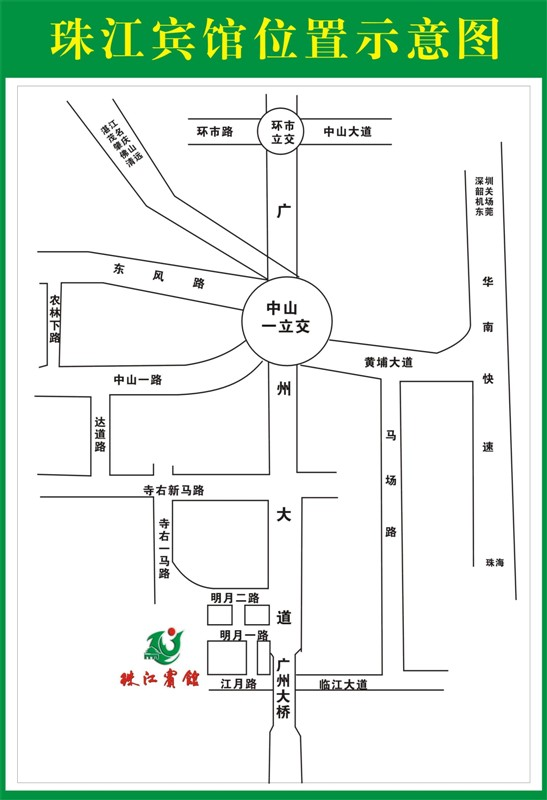 珠江宾馆位置示意图
湛江
茂名
肇庆
佛山
清远
环市路
环市
立交
中山大道
深圳
韶关
机场
东莞
广州大道
东风路
农林下路
中山
一立交
华南快速
黄埔大道
中山一路
达道路
马场路
寺右新马路
寺右一马路
珠海
明月二路
明月一路
珠江賓館
江月路
广州大桥
临江大道